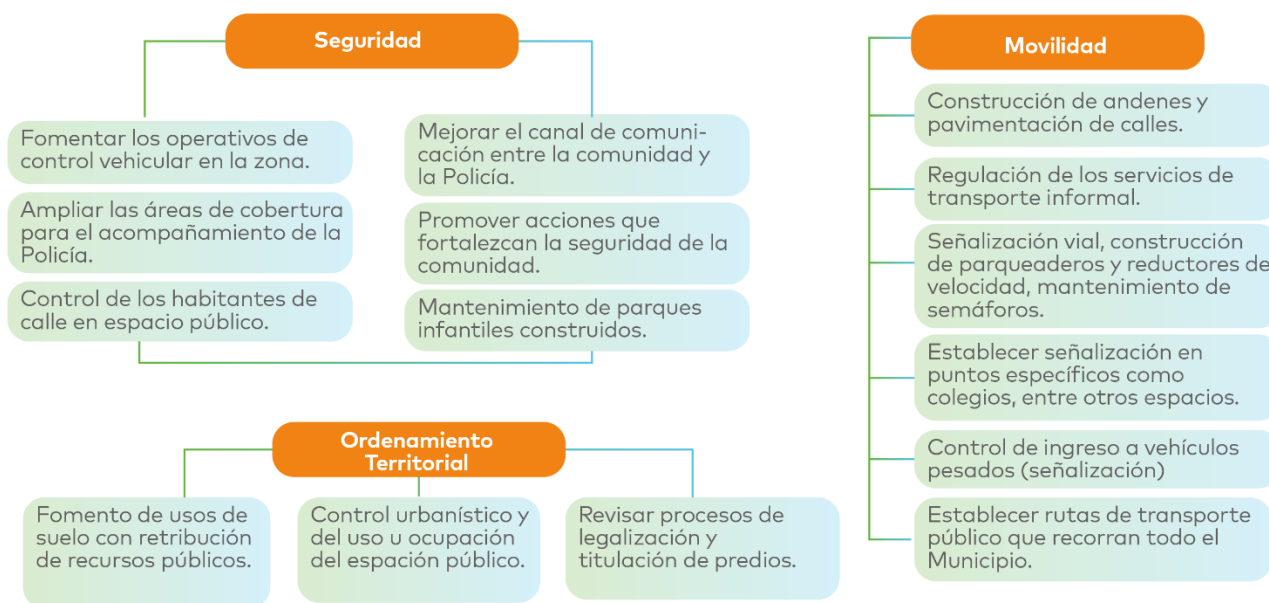 Seguridad
Fomentar los operativos de
control vehicular en la zona.
Ampliar las áreas de cobertura
para el acompañamiento de la
Policía.
Control de los habitantes de
calle en espacio público.
Mejorar el canal de comuni-
cación entre la comunidad y
la Policía.
Promover acciones que
fortalezcan la seguridad de la
comunidad.
Mantenimiento de parques
infantiles construidos.
Ordenamiento
Territorial
Fomento de usos de
suelo con retribución
de recursos públicos.
Control urbanístico y
del uso u ocupación
del espación público.
Revisar procesos de
legalización y
titulación de predios.
Movilidad
Construcción de andenes y
pavimentación de calles.
Regulación de los servicios de
transporte informal.
Señalización vial, construcción
de parqueaderos y reductores de
velocidad, mantenimiento de
semáforos.
Establecer señalización en
puntos específicos como
colegios, entre otros espacios.
Control de ingreso a vehículos
pesados (señalización)
Establecer rutas de transporte
público que recorran todo el
Municipio.